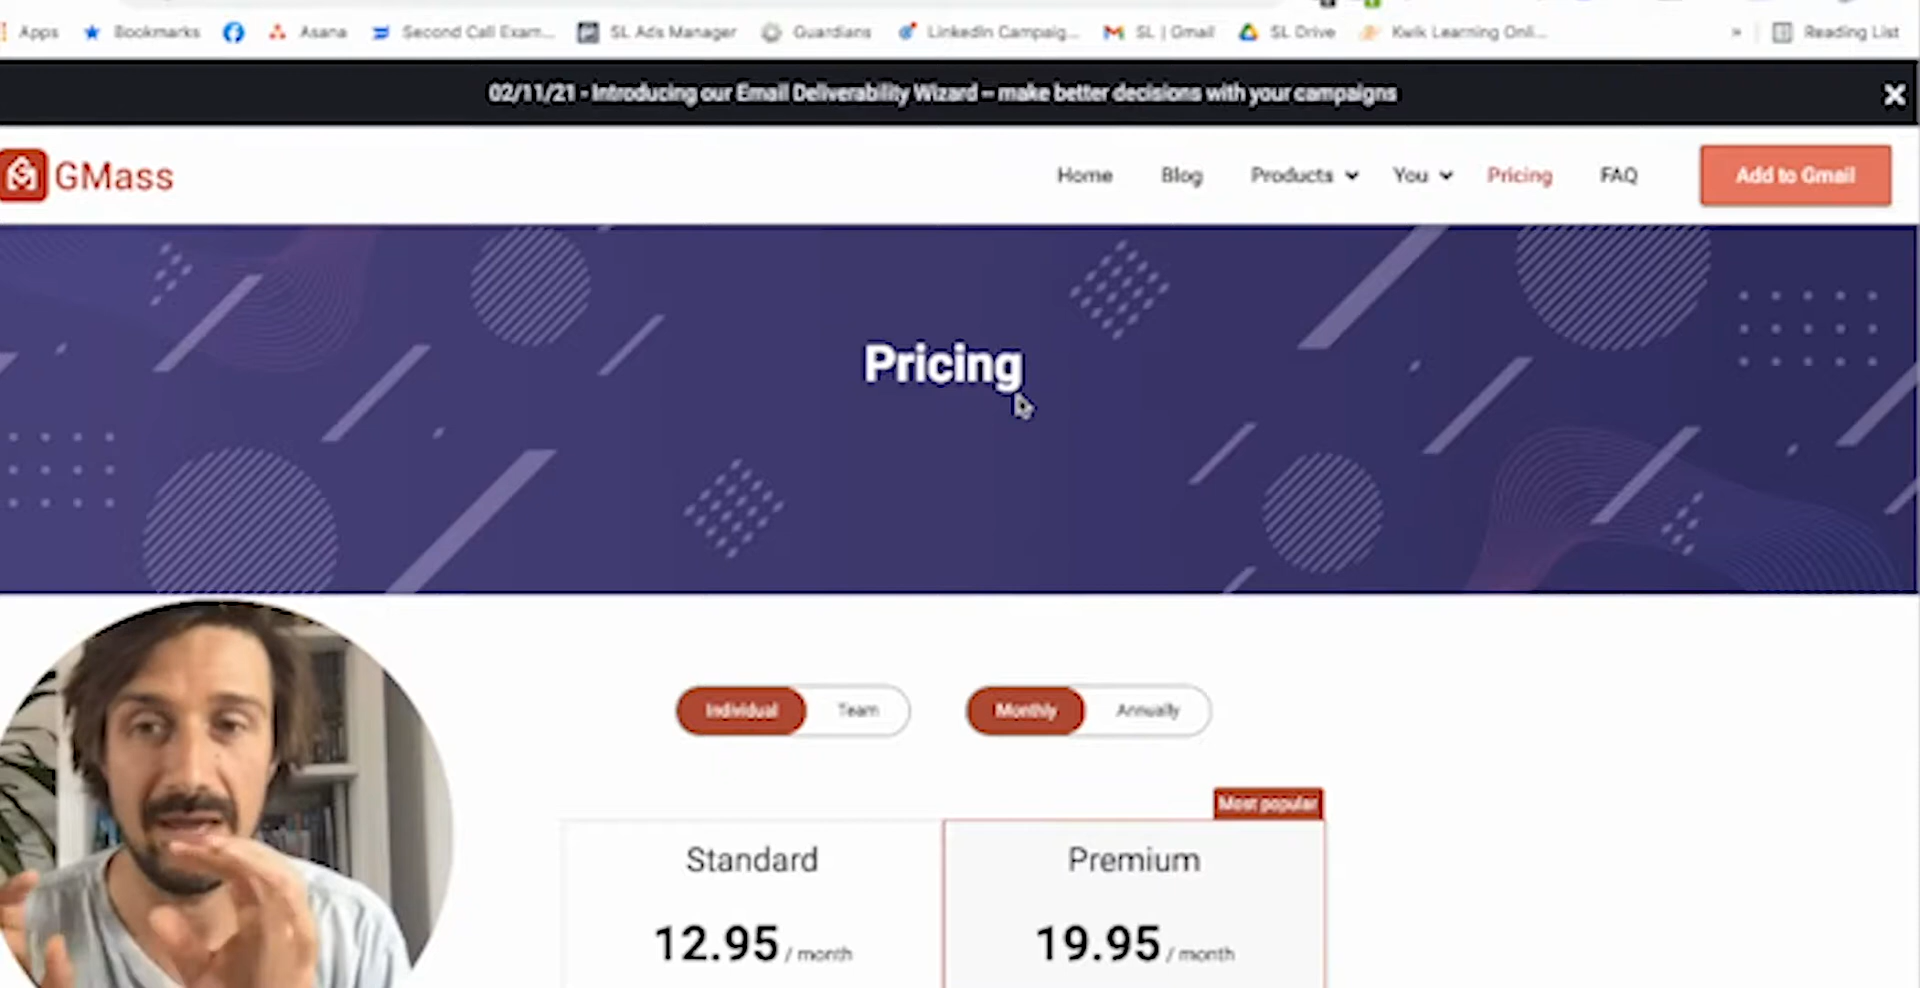 Apps Bookmarks Asana Second Call Exam... SL Ads Manager Guardians LinkedIn Campaig... SL | Gmail SL Drive Kwik Learning Onli... » Reading List
02/11/21 - Introducing our Email Deliverability Wizard – make better decisions with your campaigns
GMass Home Blog Products You Pricing FAQ Add to Gmail
Pricing
Individual Team Monthly Annually
Most popular
Standard Premium
12.95 / month 19.95 / month